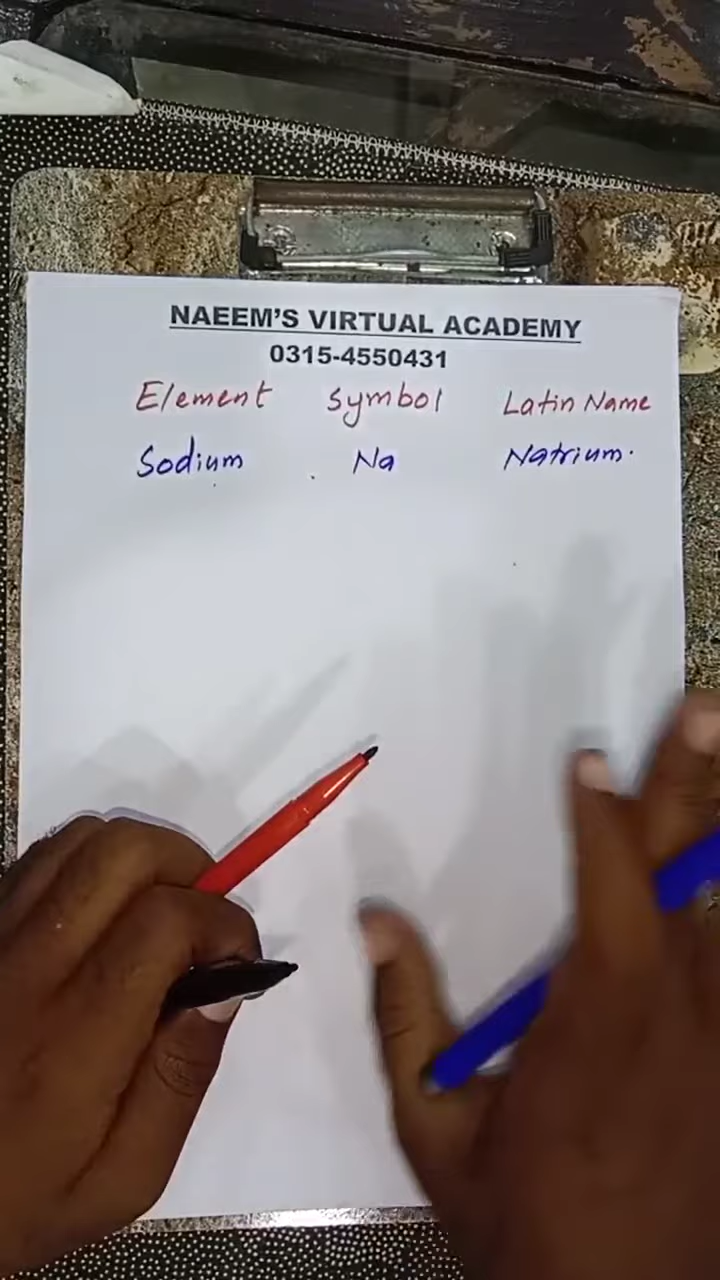 NAEEM'S VIRTUAL ACADEMY
0315-4550431
Element Symbol Latin Name
Sodium Na Natrium.